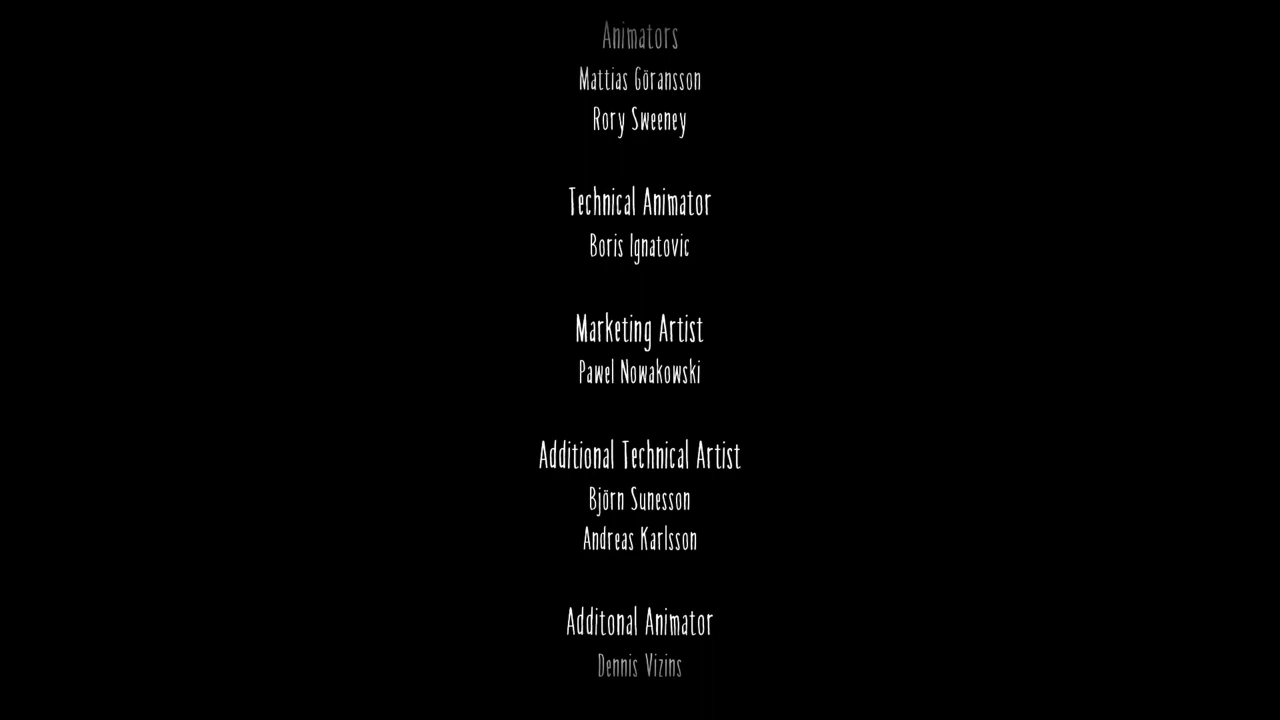 Animators
Mattias Göransson
Rory Sweeney
Technical Animator
Boris Ignatovic
Marketing Artist
Pawel Nowakowski
Additional Technical Artist
Björn Sunesson
Andreas Karlsson
Additonal Animator
Dennis Vizins